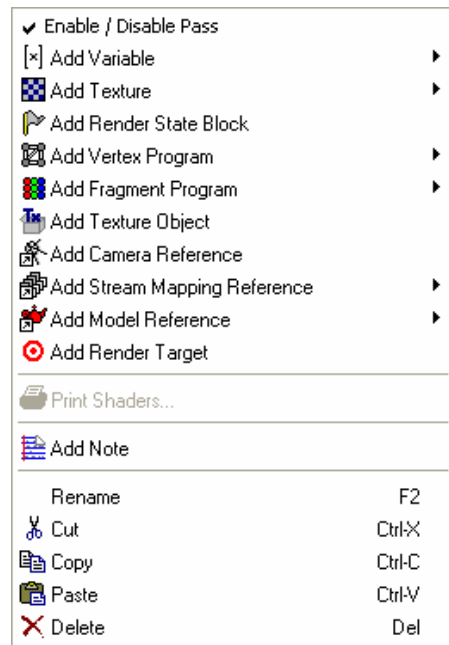 Enable / Disable Pass
Add Variable
Add Texture
Add Render State Block
Add Vertex Program
Add Fragment Program
Add Texture Object
Add Camera Reference
Add Stream Mapping Reference
Add Model Reference
Add Render Target
Print Shaders...
Add Note
Rename F2
Cut Ctrl-X
Copy Ctrl-C
Paste Ctrl-V
Delete Del